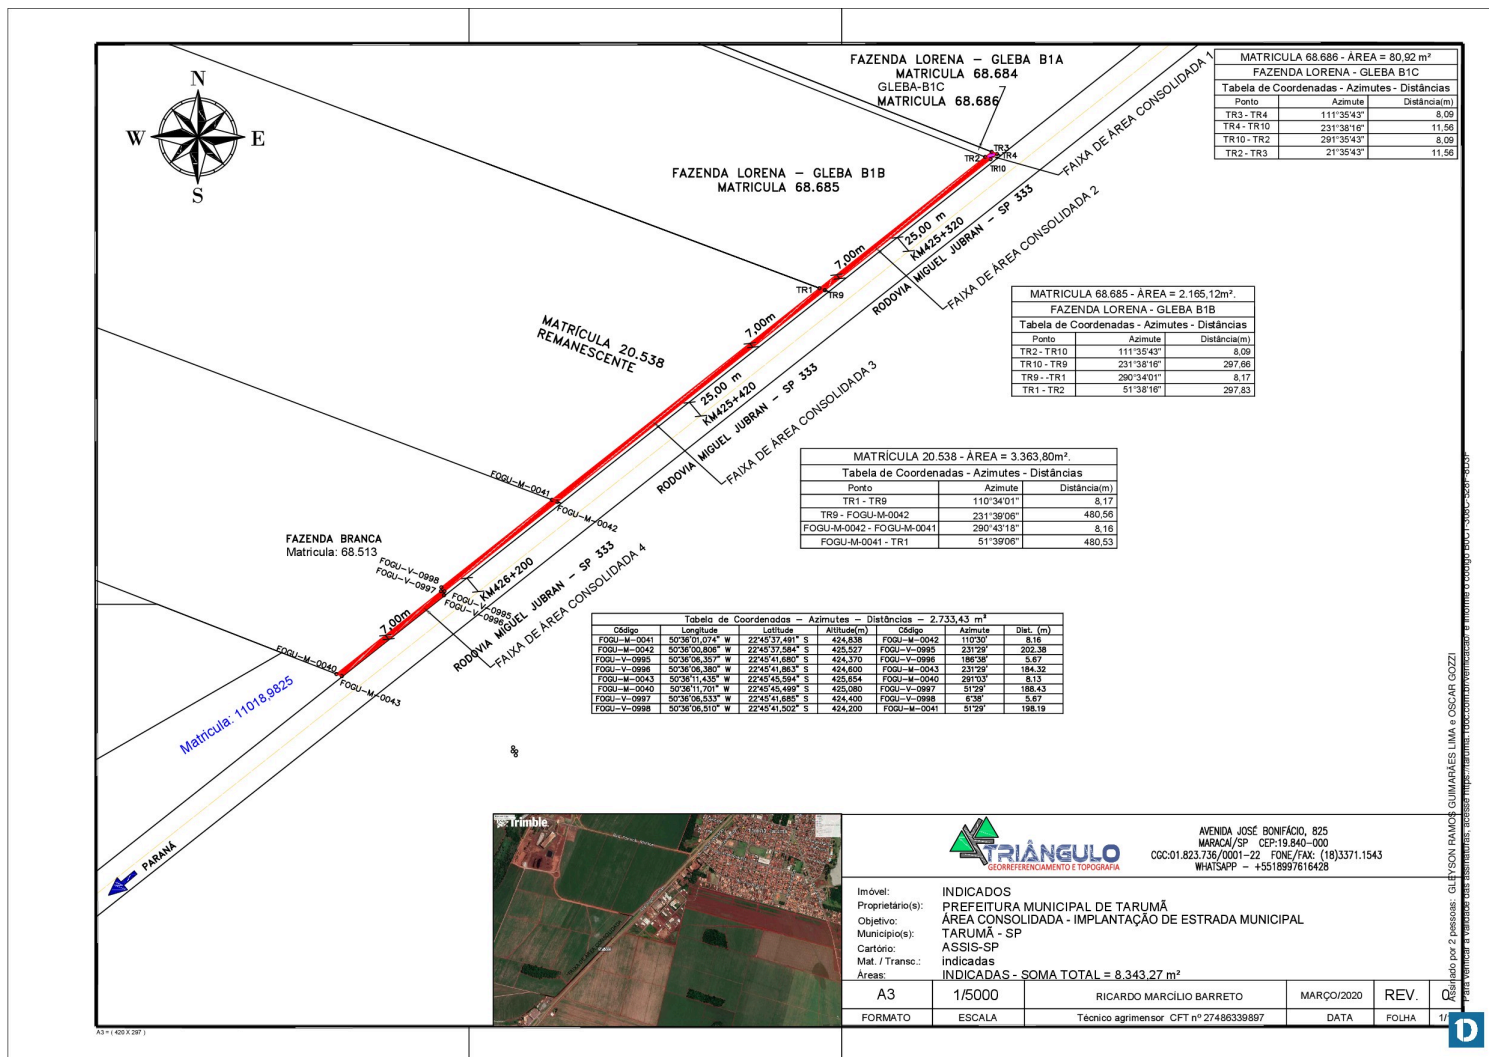 N
W
E
S
FAZENDA LORENA – GLEBA B1A
MATRICULA 68.684
GLEBA-B1C
MATRICULA 68.686
FAZENDA LORENA – GLEBA B1B
MATRICULA 68.685
TR3
TR2
TR4
TR10
FAIXA DE ÁREA CONSOLIDADA 1
25,00 m
KM425+320
RODOVIA MIGUEL JUBRAN – SP 333
FAIXA DE ÁREA CONSOLIDADA 2
7,00m
TR1
TR9
MATRÍCULA 20.538
REMANESCENTE
7,00m
25,00 m
KM425+420
RODOVIA MIGUEL JUBRAN – SP 333
FAIXA DE ÁREA CONSOLIDADA 3
FOGU-M-0041
FOGU-M-0042
FAZENDA BRANCA
Matricula: 68.513
FOGU-V-0998
FOGU-V-0997
FOGU-V-0995
FOGU-V-0996
KM426+200
RODOVIA MIGUEL JUBRAN – SP 333
FAIXA DE ÁREA CONSOLIDADA 4
7,00m
FOGU-M-0040
FOGU-M-0043
Matricula: 11018,9825
PARANÁ
MATRICULA 68.686 - ÁREA = 80,92 m²
FAZENDA LORENA - GLEBA B1C
Tabela de Coordenadas - Azimutes - Distâncias
Ponto Azimute Distância(m)
TR3 - TR4 111°35'43" 8,09
TR4 - TR10 231°38'16" 11,56
TR10 - TR2 291°35'43" 8,09
TR2 - TR3 21°35'43" 11,56
MATRICULA 68.685 - ÁREA = 2.165,12m².
FAZENDA LORENA - GLEBA B1B
Tabela de Coordenadas - Azimutes - Distâncias
Ponto Azimute Distância(m)
TR2 - TR10 111°35'43" 8,09
TR10 - TR9 231°38'16" 297,66
TR9 - -TR1 290°34'01" 8,17
TR1 - TR2 51°38'16" 297,83
MATRÍCULA 20.538 - ÁREA = 3.363,80m².
Tabela de Coordenadas - Azimutes - Distâncias
Ponto Azimute Distância(m)
TR1 - TR9 110°34'01" 8,17
TR9 - FOGU-M-0042 231°39'06" 480,56
FOGU-M-0042 - FOGU-M-0041 290°43'18" 8,16
FOGU-M-0041 - TR1 51°39'06" 480,53
Tabela de Coordenadas – Azimutes – Distâncias – 2.733,43 m²
Código Longitude Latitude Altitude(m) Código Azimute Dist. (m)
FOGU-M-0041 50°36'01,074" W 22°45'37,491" S 424,838 FOGU-M-0042 110°30' 8.16
FOGU-M-0042 50°36'00,806" W 22°45'37,584" S 425,527 FOGU-V-0995 231°29' 202.38
FOGU-V-0995 50°36'06,357" W 22°45'41,680" S 424,370 FOGU-V-0996 186°38' 5.67
FOGU-V-0996 50°36'06,380" W 22°45'41,863" S 424,600 FOGU-M-0043 231°29' 184.32
FOGU-M-0043 50°36'11,435" W 22°45'45,594" S 425,654 FOGU-M-0040 291°03' 8.13
FOGU-M-0040 50°36'11,701" W 22°45'45,499" S 425,080 FOGU-V-0997 51°29' 188.43
FOGU-V-0997 50°36'06,533" W 22°45'41,685" S 424,400 FOGU-V-0998 6°38' 5.67
FOGU-V-0998 50°36'06,510" W 22°45'41,502" S 424,200 FOGU-M-0041 51°29' 198.19
Trimble
TRIÂNGULO
GEORREFERENCIAMENTO E TOPOGRAFIA
AVENIDA JOSÉ BONIFÁCIO, 825
MARACAÍ/SP CEP:19.840-000
CGC:01.823.736/0001-22 FONE/FAX: (18)3371.1543
WHATSAPP – +5518997616428
Imóvel: INDICADOS
Proprietário(s): PREFEITURA MUNICIPAL DE TARUMÃ
Objetivo: ÁREA CONSOLIDADA - IMPLANTAÇÃO DE ESTRADA MUNICIPAL
Município(s): TARUMÃ - SP
Cartório: ASSIS-SP
Mat. / Transc.: indicadas
Áreas: INDICADAS - SOMA TOTAL = 8.343,27 m²
A3 1/5000 RICARDO MARCÍLIO BARRETO MARÇO/2020 REV. 0
FORMATO ESCALA Técnico agrimensor CFT nº 27486339897 DATA FOLHA 1/
A3 = ( 420 X 297 )
Assinado por 2 pessoas: GLEYSON RAMOS GUIMARÃES LIMA e OSCAR GOZZI
Para verificar a validade das assinaturas, acesse https://taruma.1doc.com.br/verificacao/ e informe o código
1D